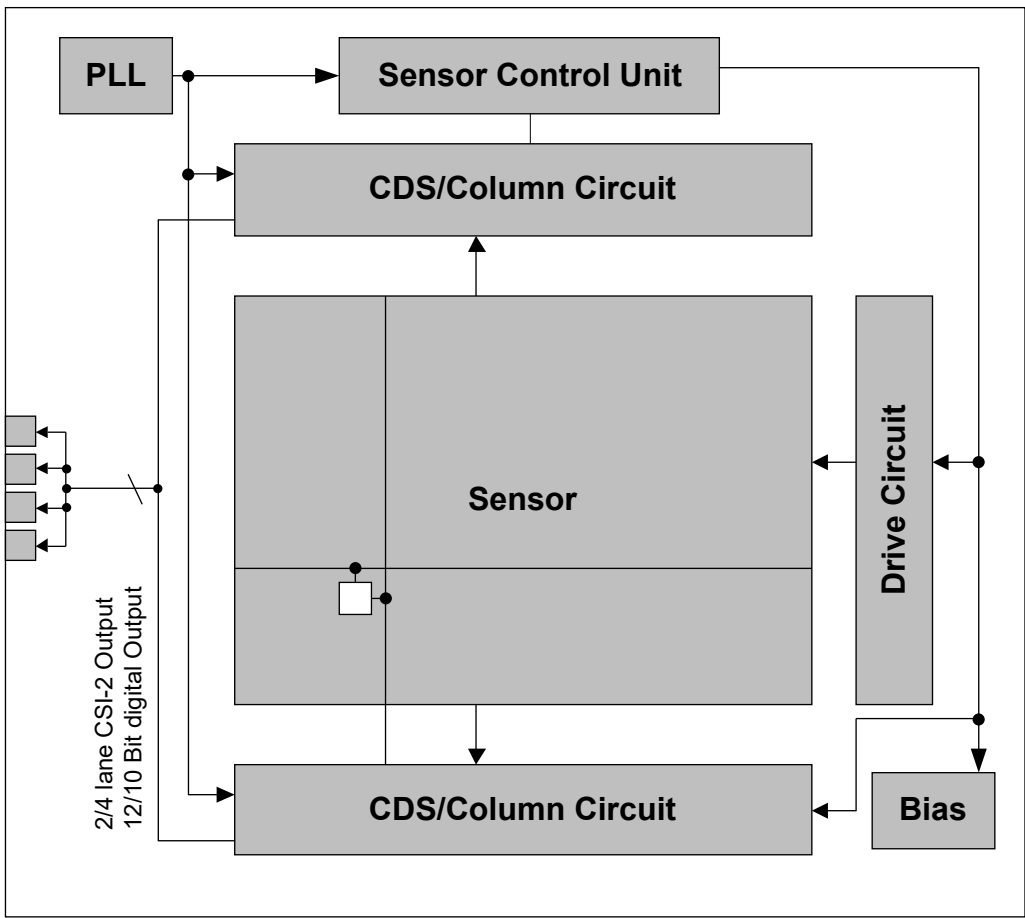 PLL
Sensor Control Unit
CDS/Column Circuit
Sensor
Drive Circuit
2/4 lane CSI-2 Output
12/10 Bit digital Output
CDS/Column Circuit
Bias